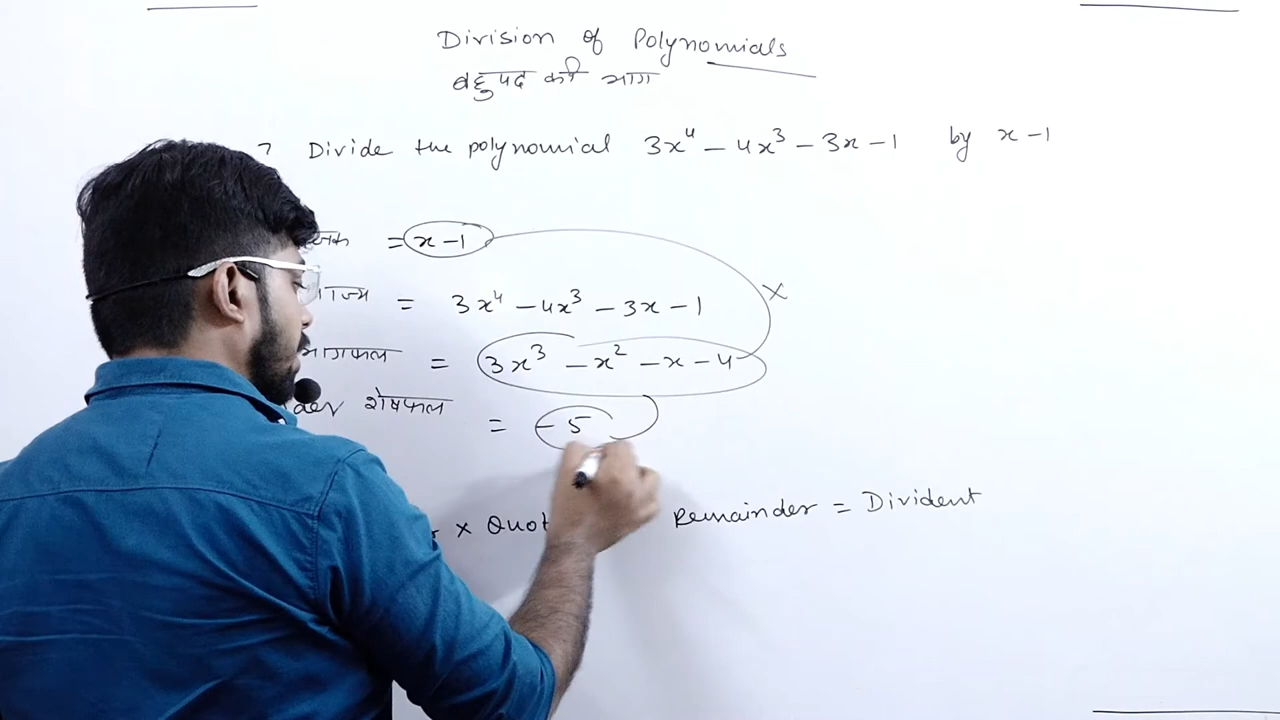 Division of Polynomials
बहुपद की भाग
Divide the polynomial 3x⁴ – 4x³ – 3x – 1 by x – 1
= x – 1
= 3x⁴ – 4x³ – 3x – 1 ×
भागफल = 3x³ – x² – x – 4
शेषफल = – 5
× Quot Remainder = Divident